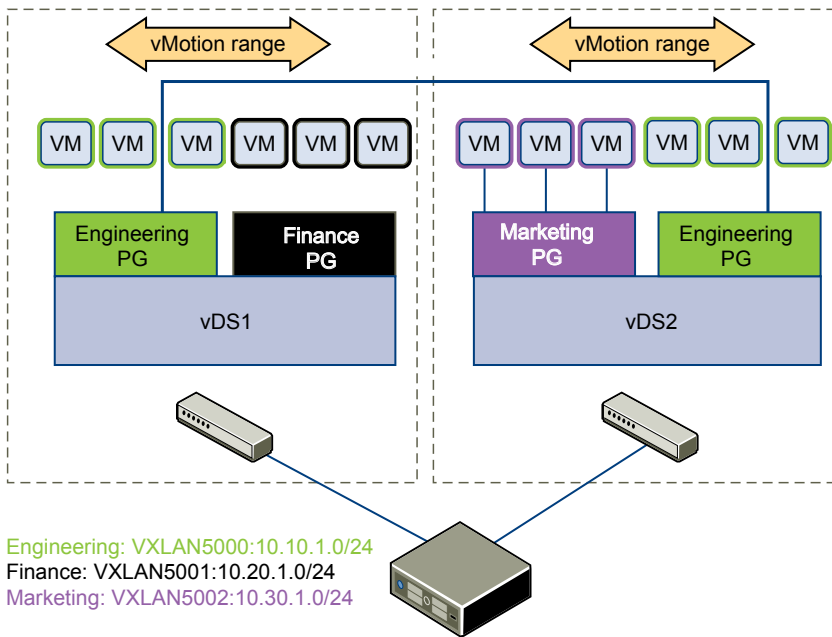 vMotion range
vMotion range
VM VM VM VM VM VM
VM VM VM VM VM VM
Engineering
PG
Finance
PG
Marketing
PG
Engineering
PG
vDS1
vDS2
Engineering: VXLAN5000:10.10.1.0/24
Finance: VXLAN5001:10.20.1.0/24
Marketing: VXLAN5002:10.30.1.0/24